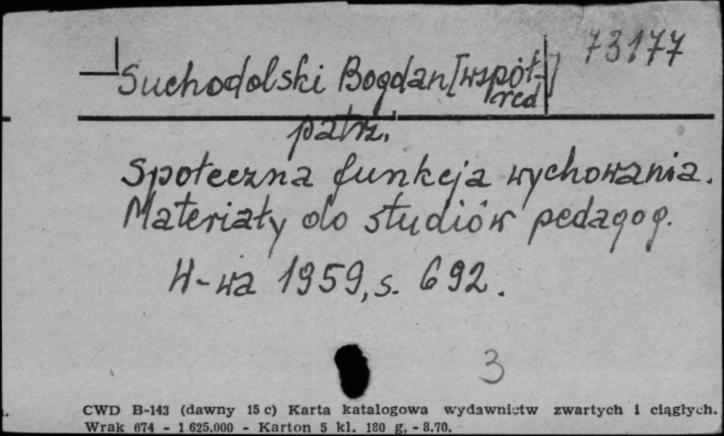 73177
Suchodolski Bogdan [współ-
red]
patrz.
Społeczna funkcja wychowania.
Materiały do studiów pedagog.
W-wa 1959, s. 692.
3
CWD B-143 (dawny 15 c) Karta katalogowa wydawnictw zwartych i ciągłych.
Wrak 674 - 1 625.000 - Karton 5 kl. 180 g. - 8.70.